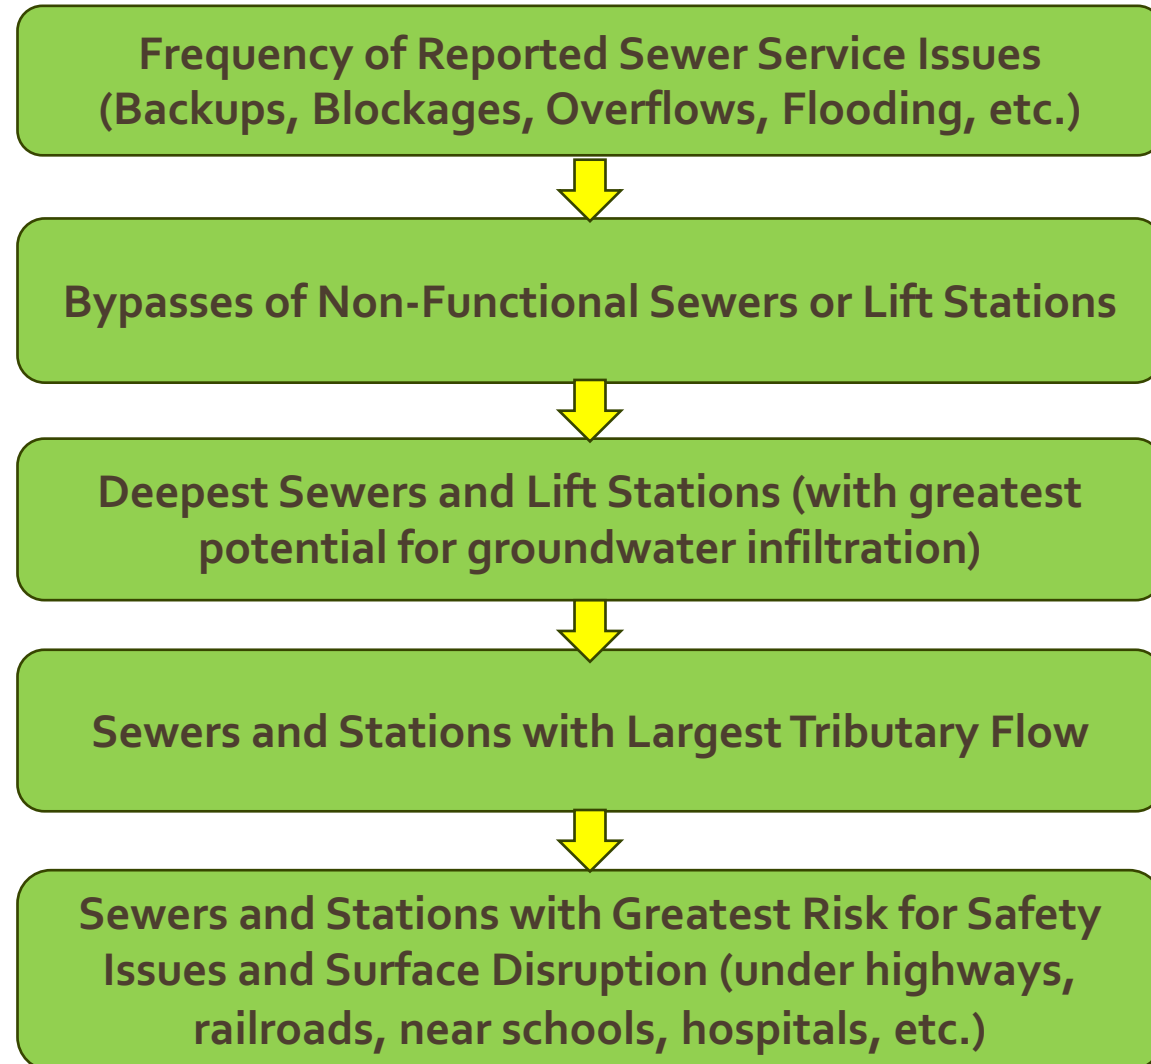 Frequency of Reported Sewer Service Issues
(Backups, Blockages, Overflows, Flooding, etc.)
Bypasses of Non-Functional Sewers or Lift Stations
Deepest Sewers and Lift Stations (with greatest
potential for groundwater infiltration)
Sewers and Stations with Largest Tributary Flow
Sewers and Stations with Greatest Risk for Safety
Issues and Surface Disruption (under highways,
railroads, near schools, hospitals, etc.)